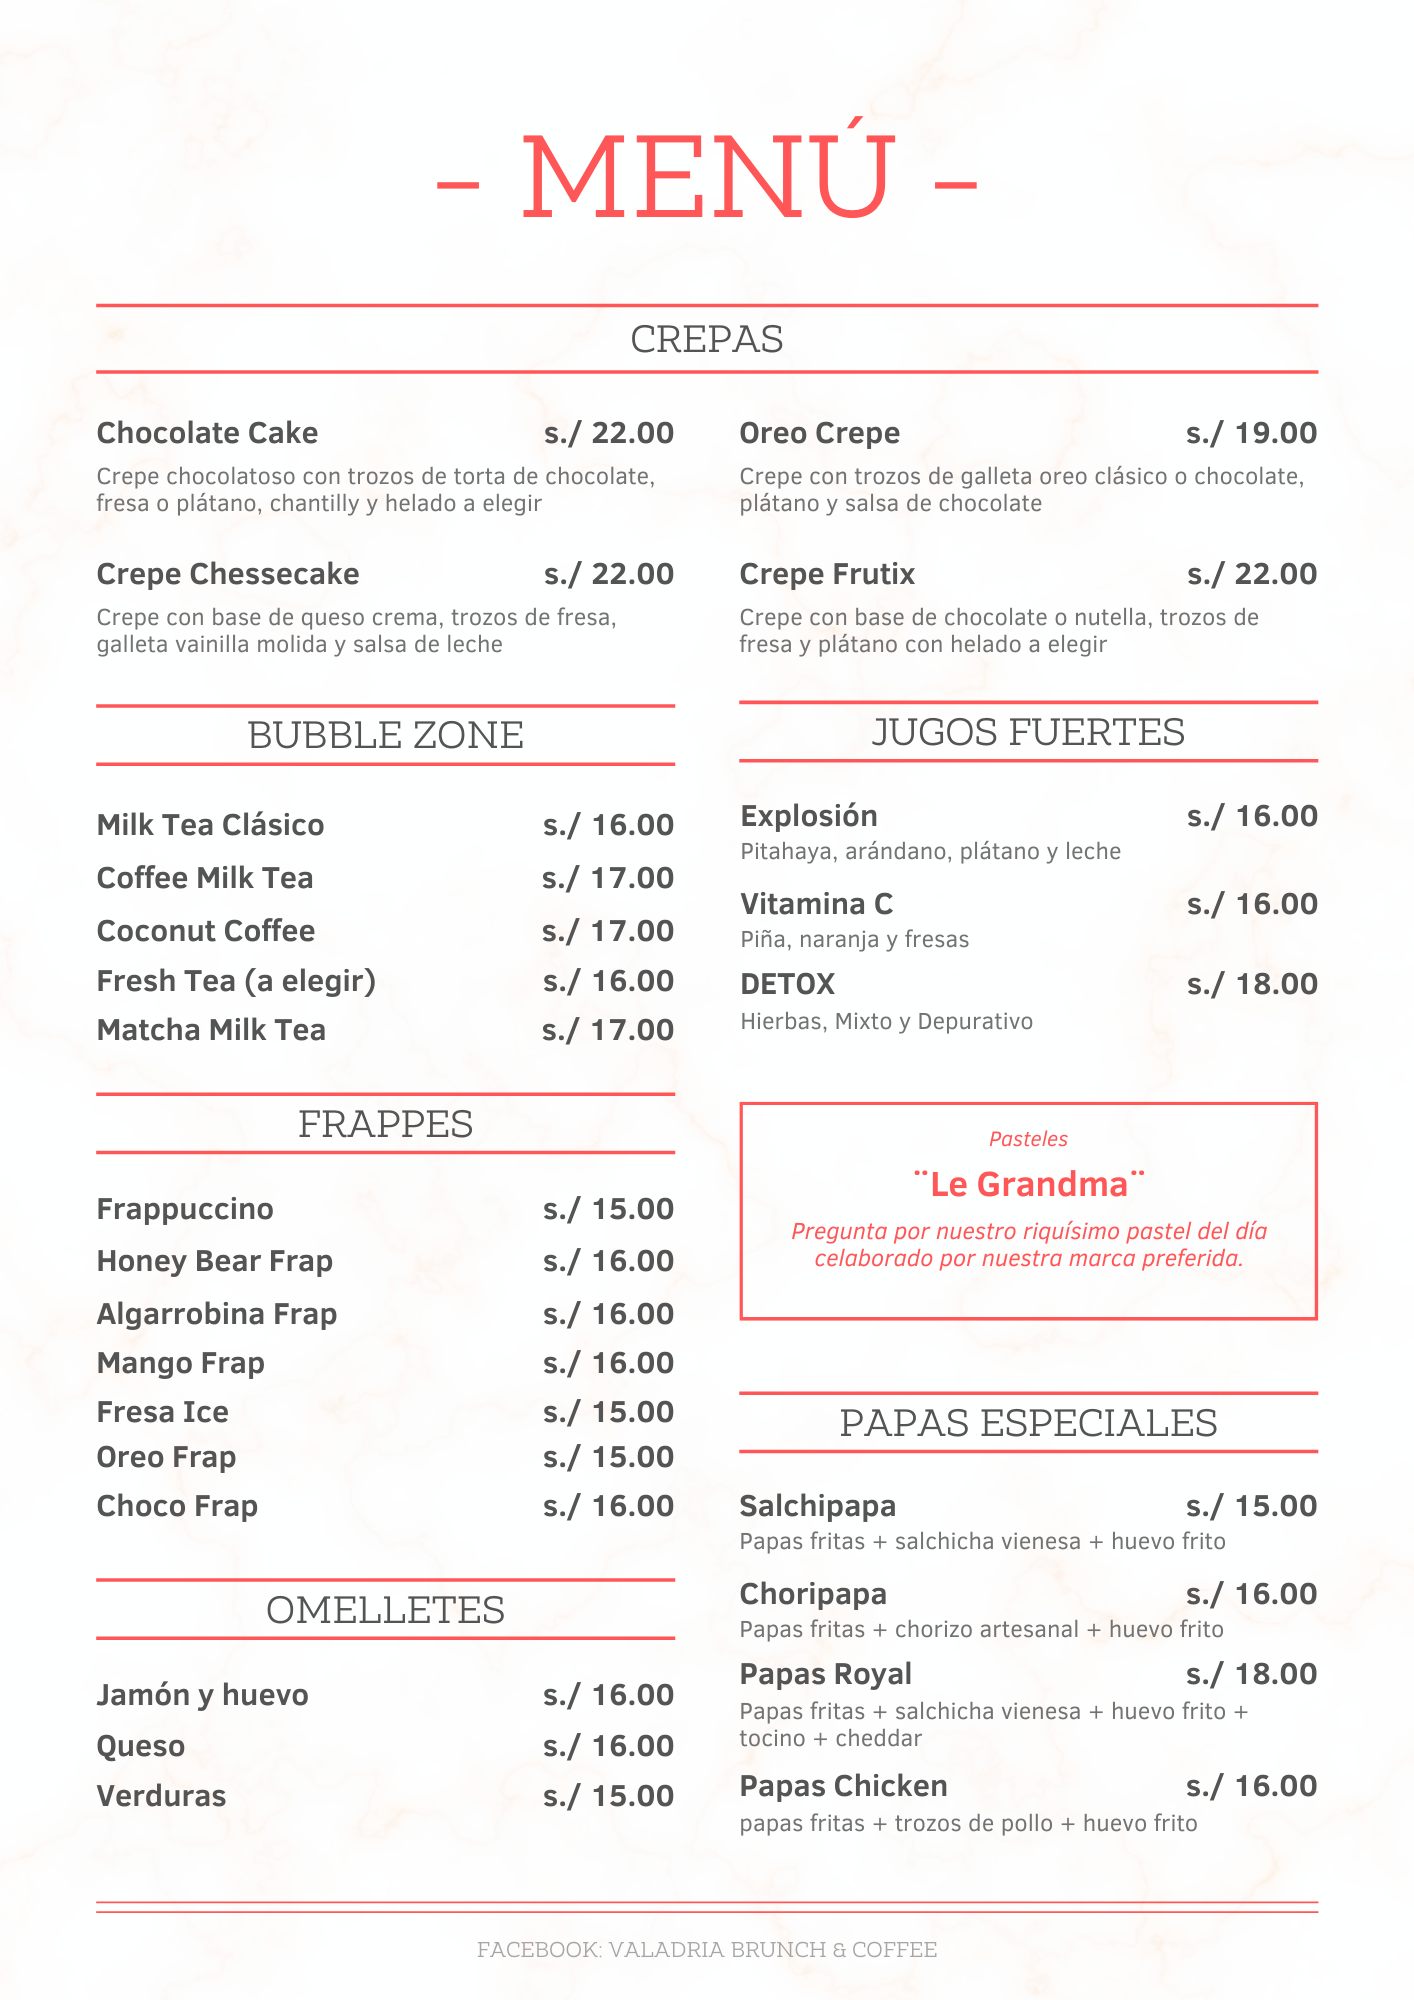 - MENÚ -
CREPAS
Chocolate Cake s./ 22.00
Crepe chocolatoso con trozos de torta de chocolate,
fresa o plátano, chantilly y helado a elegir
Crepe Chessecake s./ 22.00
Crepe con base de queso crema, trozos de fresa,
galleta vainilla molida y salsa de leche
Oreo Crepe s./ 19.00
Crepe con trozos de galleta oreo clásico o chocolate,
plátano y salsa de chocolate
Crepe Frutix s./ 22.00
Crepe con base de chocolate o nutella, trozos de
fresa y plátano con helado a elegir
BUBBLE ZONE
Milk Tea Clásico s./ 16.00
Coffee Milk Tea s./ 17.00
Coconut Coffee s./ 17.00
Fresh Tea (a elegir) s./ 16.00
Matcha Milk Tea s./ 17.00
FRAPPES
Frappuccino s./ 15.00
Honey Bear Frap s./ 16.00
Algarrobina Frap s./ 16.00
Mango Frap s./ 16.00
Fresa Ice s./ 15.00
Oreo Frap s./ 15.00
Choco Frap s./ 16.00
OMELLETES
Jamón y huevo s./ 16.00
Queso s./ 16.00
Verduras s./ 15.00
JUGOS FUERTES
Explosión s./ 16.00
Pitahaya, arándano, plátano y leche
Vitamina C s./ 16.00
Piña, naranja y fresas
DETOX s./ 18.00
Hierbas, Mixto y Depurativo
Pasteles
¨Le Grandma¨
Pregunta por nuestro riquísimo pastel del día
celaborado por nuestra marca preferida.
PAPAS ESPECIALES
Salchipapa s./ 15.00
Papas fritas + salchicha vienesa + huevo frito
Choripapa s./ 16.00
Papas fritas + chorizo artesanal + huevo frito
Papas Royal s./ 18.00
Papas fritas + salchicha vienesa + huevo frito +
tocino + cheddar
Papas Chicken s./ 16.00
papas fritas + trozos de pollo + huevo frito
FACEBOOK: VALADRIA BRUNCH & COFFEE